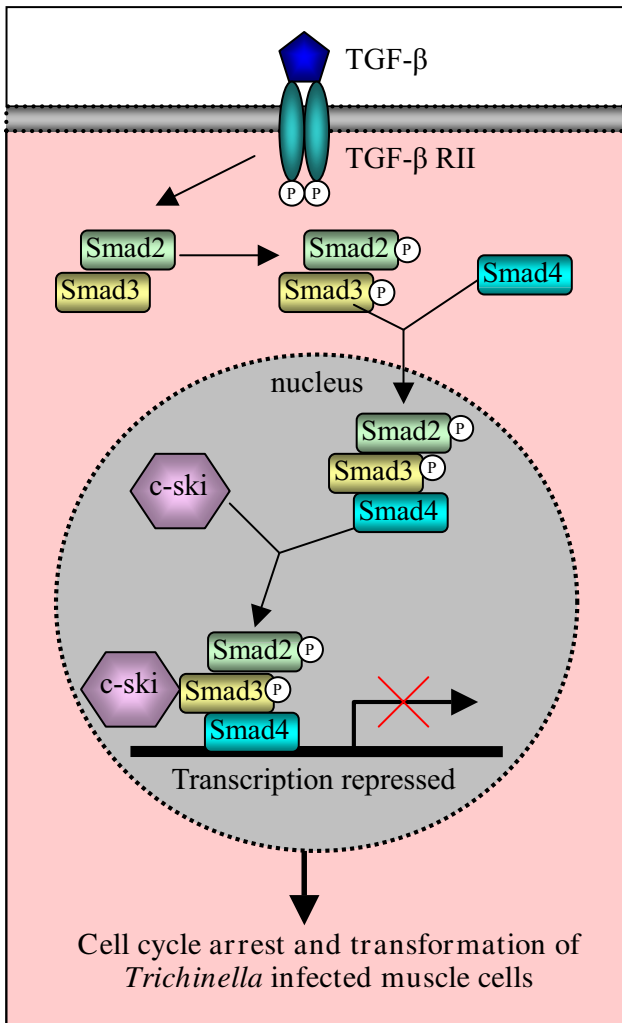 TGF-β
TGF-β RII
P P
Smad2
Smad3
Smad2 P
Smad3 P
Smad4
nucleus
Smad2 P
Smad3 P
Smad4
c-ski
Smad2 P
c-ski Smad3 P
Smad4
Transcription repressed
Cell cycle arrest and transformation of
Trichinella infected muscle cells